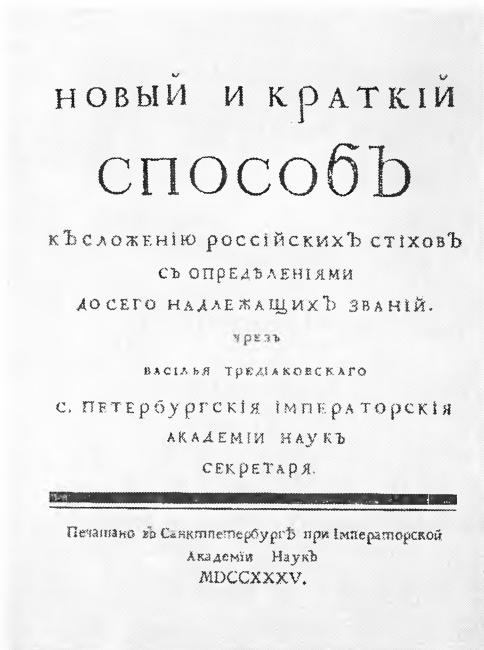 НОВЫЙ И КРАТКІЙ
СПОСОБЪ
КЪ СЛОЖЕНІЮ РОССІЙСКИХЪ СТІХОВЪ
СЪ ОПРЕДѢЛЕНІЯМИ
ДО СЕГО НАДЛЕЖАЩИХЪ ЗВАНІЙ.
ЧРЕЗЪ
ВАСІЛЬЯ ТРЕДІАКОВСКАГО
С. ПЕТЕРБУРГСКІЯ ІМПЕРАТОРСКІЯ
АКАДЕМІИ НАУКЪ
СЕКРЕТАРЯ.
Печатано въ Санктпетербургѣ при Імператорской
Академіи Наукъ
MDCCXXXV.